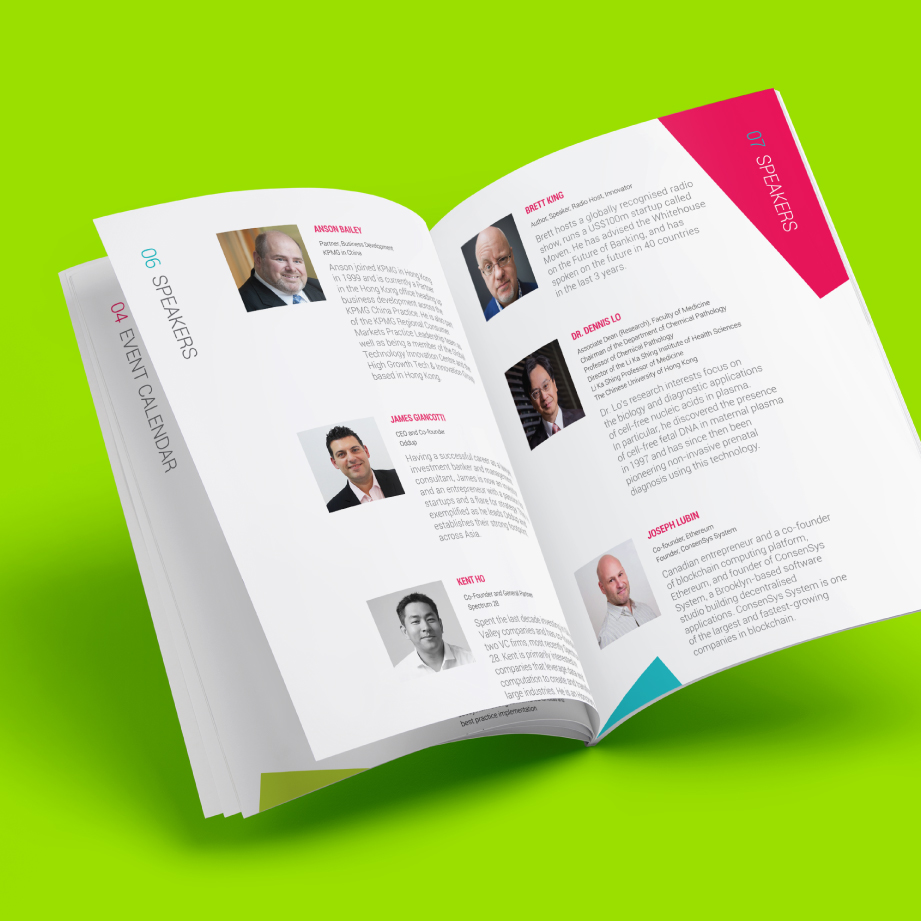 04 EVENT CALENDAR
06 SPEAKERS
ANSON BAILEY
Partner, Business Development
KPMG in China
Anson joined KPMG in Hong Kong
in 1999 and is currently a Partner
in the Hong Kong office heading up
business development across the
KPMG China Practice. He is also part
of the KPMG Regional Consumer
Markets Practice Leadership team as
well as being a member of the Global
Technology Innovation Centre and the
High Growth Tech & Innovation
based in Hong Kong.
JAMES GIANCOTTI
CEO and Co-founder
Oddup
Having a successful career as
investment banker and management
consultant, James is now an
and an entrepreneur with a
startups and a flare for strategy.
exemplified as he leads Oddup
establishes their strong
across Asia.
KENT HO
Co-Founder and General Partner
Spectrum 28
Spent the last decade investing
Valley companies and has
two VC firms, most recently
28. Kent is primarily interested
companies that leverage data
computation to create and
large industries. He is an
best practice implementation
07 SPEAKERS
BRETT KING
Author, Speaker, Radio Host, Innovator
Brett hosts a globally recognised radio
show, runs a US$100m startup called
Moven. He has advised the Whitehouse
on the Future of Banking, and has
spoken on the future in 40 countries
in the last 3 years.
DR. DENNIS LO
Associate Dean (Research), Faculty of Medicine
Chairman of the Department of Chemical Pathology
Professor of Chemical Pathology
Director of the Li Ka Shing Institute of Health Sciences
Li Ka Shing Professor of Medicine
The Chinese University of Hong Kong
Dr. Lo's research interests focus on
the biology and diagnostic applications
of cell-free nucleic acids in plasma.
In particular, he discovered the presence
of cell-free fetal DNA in maternal plasma
in 1997 and has since then been
pioneering non-invasive prenatal
diagnosis using this technology.
JOSEPH LUBIN
Co-founder, Ethereum
Founder, ConsenSys System
Canadian entrepreneur and a co-founder
of blockchain computing platform,
Ethereum, and founder of ConsenSys
System, a Brooklyn-based software
studio building decentralised
applications. ConsenSys System is one
of the largest and fastest-growing
companies in blockchain.